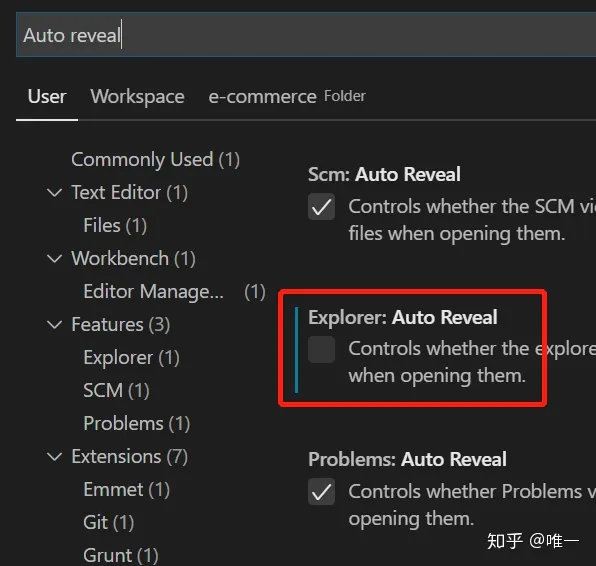 Auto reveal
User Workspace e-commerce Folder
Commonly Used (1)
Text Editor (1)
Files (1)
Workbench (1)
Editor Manage... (1)
Features (3)
Explorer (1)
SCM (1)
Problems (1)
Extensions (7)
Emmet (1)
Git (1)
Grunt (1)
Scm: Auto Reveal
Controls whether the SCM vi
files when opening them.
Explorer: Auto Reveal
Controls whether the explore
when opening them.
Problems: Auto Reveal
Controls whether Problems v
opening them.
知乎 @唯一